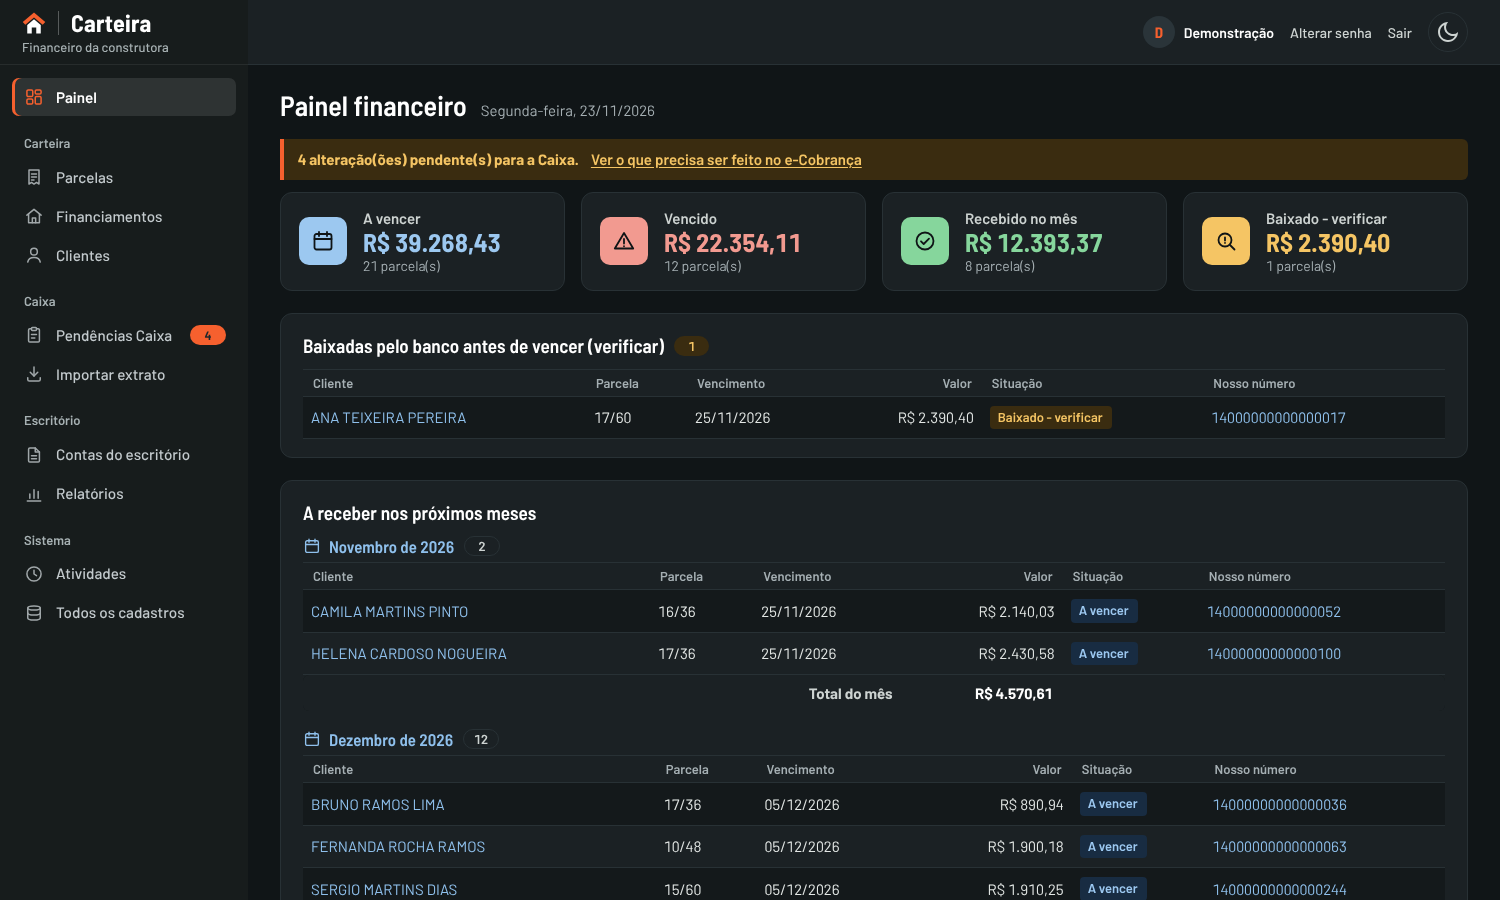 Carteira
Financeiro da construtora
D Demonstração Alterar senha Sair
Painel
Carteira
Parcelas
Financiamentos
Clientes
Caixa
Pendências Caixa 4
Importar extrato
Escritório
Contas do escritório
Relatórios
Sistema
Atividades
Todos os cadastros
Painel financeiro Segunda-feira, 23/11/2026
4 alteração(ões) pendente(s) para a Caixa. Ver o que precisa ser feito no e-Cobrança
A vencer
R$ 39.268,43
21 parcela(s)
Vencido
R$ 22.354,11
12 parcela(s)
Recebido no mês
R$ 12.393,37
8 parcela(s)
Baixado - verificar
R$ 2.390,40
1 parcela(s)
Baixadas pelo banco antes de vencer (verificar) 1
Cliente Parcela Vencimento Valor Situação Nosso número
ANA TEIXEIRA PEREIRA 17/60 25/11/2026 R$ 2.390,40 Baixado - verificar 14000000000000017
A receber nos próximos meses
Novembro de 2026 2
Cliente Parcela Vencimento Valor Situação Nosso número
CAMILA MARTINS PINTO 16/36 25/11/2026 R$ 2.140,03 A vencer 14000000000000052
HELENA CARDOSO NOGUEIRA 17/36 25/11/2026 R$ 2.430,58 A vencer 14000000000000100
Total do mês R$ 4.570,61
Dezembro de 2026 12
Cliente Parcela Vencimento Valor Situação Nosso número
BRUNO RAMOS LIMA 17/36 05/12/2026 R$ 890,94 A vencer 14000000000000036
FERNANDA ROCHA RAMOS 10/48 05/12/2026 R$ 1.900,18 A vencer 14000000000000063
SERGIO MARTINS DIAS 15/60 05/12/2026 R$ 1.910,25 A vencer 14000000000000244